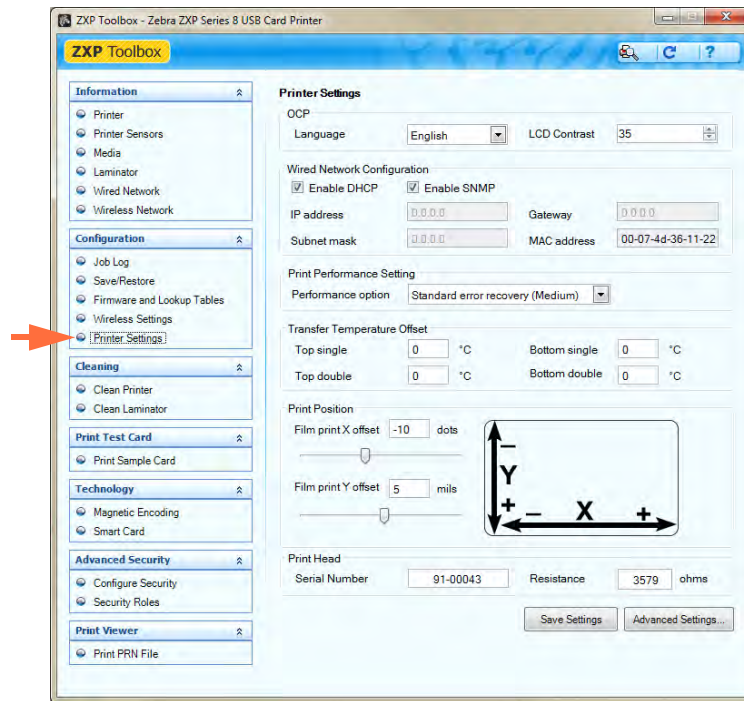 ZXP Toolbox - Zebra ZXP Series 8 USB Card Printer
ZXP Toolbox
?
Information
Printer
Printer Sensors
Media
Laminator
Wired Network
Wireless Network
Configuration
Job Log
Save/Restore
Firmware and Lookup Tables
Wireless Settings
Printer Settings
Cleaning
Clean Printer
Clean Laminator
Print Test Card
Print Sample Card
Technology
Magnetic Encoding
Smart Card
Advanced Security
Configure Security
Security Roles
Print Viewer
Print PRN File
Printer Settings
OCP
Language English LCD Contrast 35
Wired Network Configuration
Enable DHCP Enable SNMP
IP address 0.0.0.0 Gateway 0.0.0.0
Subnet mask 0.0.0.0 MAC address 00-07-4d-36-11-22
Print Performance Setting
Performance option Standard error recovery (Medium)
Transfer Temperature Offset
Top single 0 °C Bottom single 0 °C
Top double 0 °C Bottom double 0 °C
Print Position
Film print X offset -10 dots
Film print Y offset 5 mils
−
Y
+
− X +
Print Head
Serial Number 91-00043 Resistance 3579 ohms
Save Settings Advanced Settings...